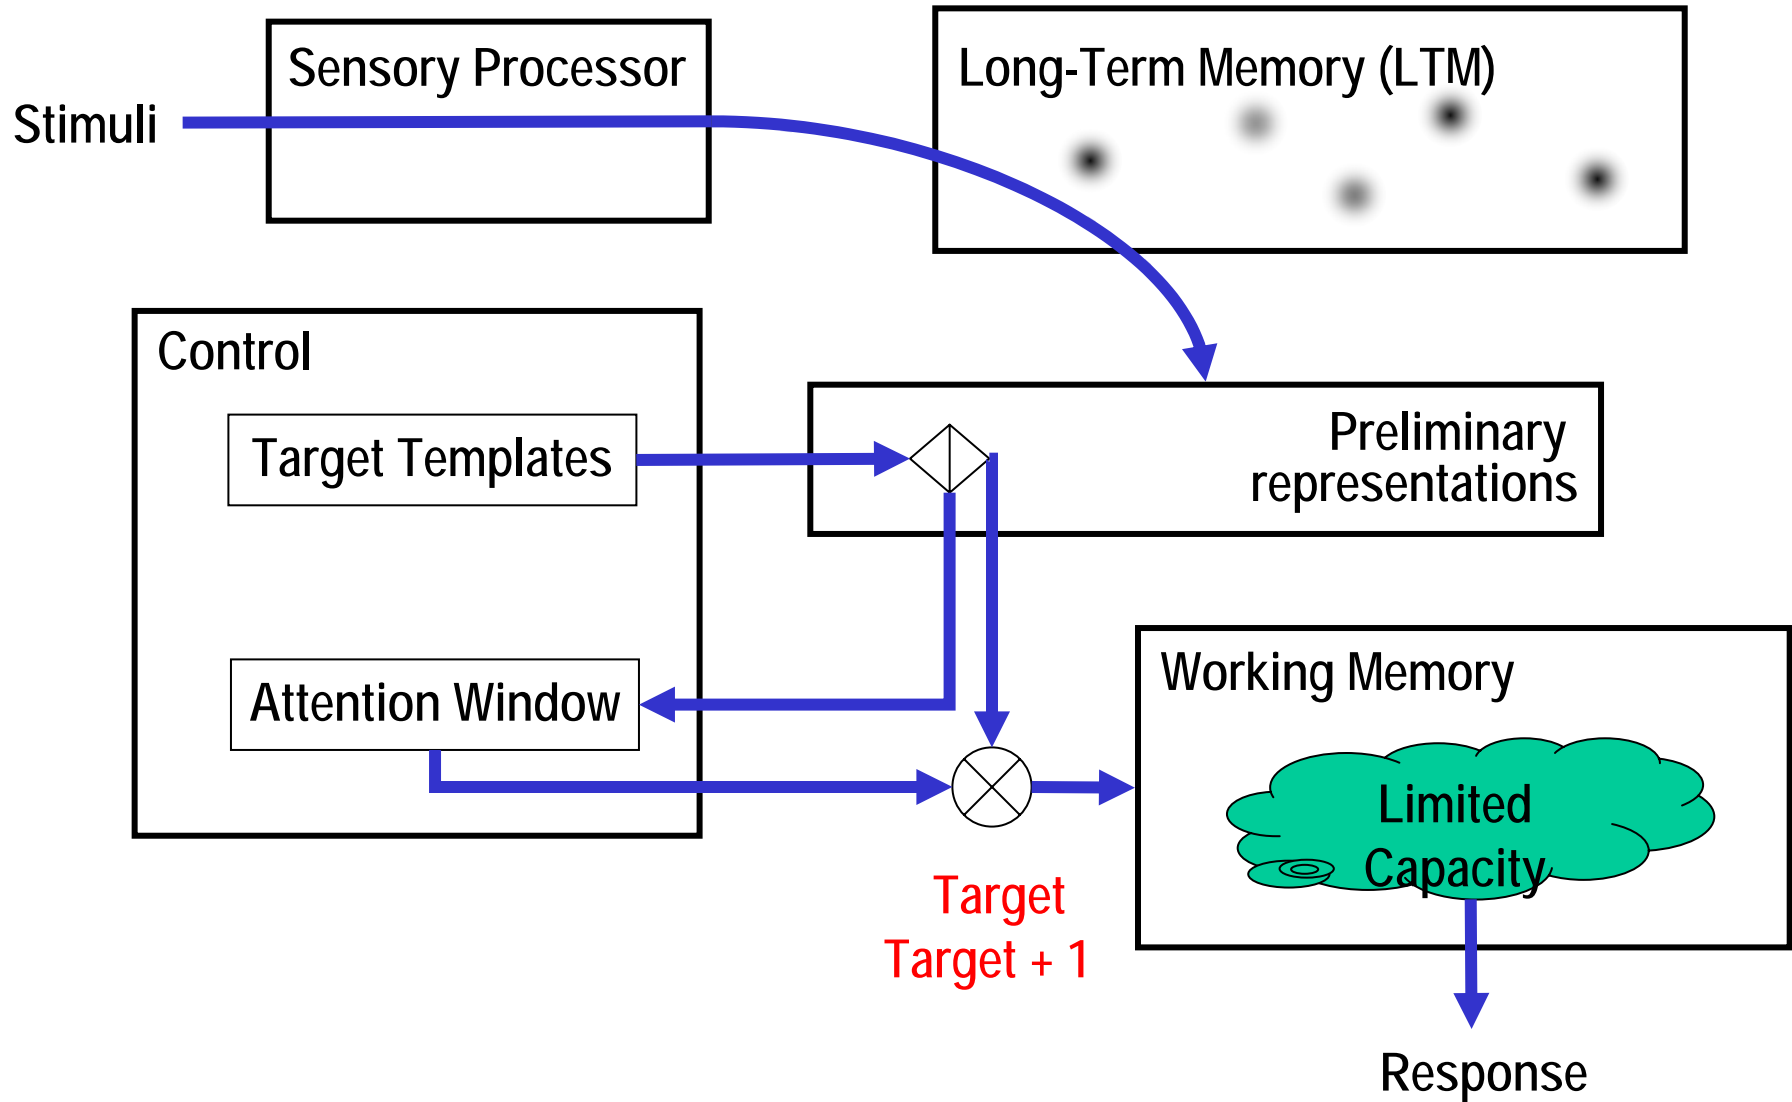 Sensory Processor
Long-Term Memory (LTM)
Stimuli
Control
Target Templates
Preliminary
representations
Attention Window
Working Memory
Limited
Capacity
Target
Target + 1
Response